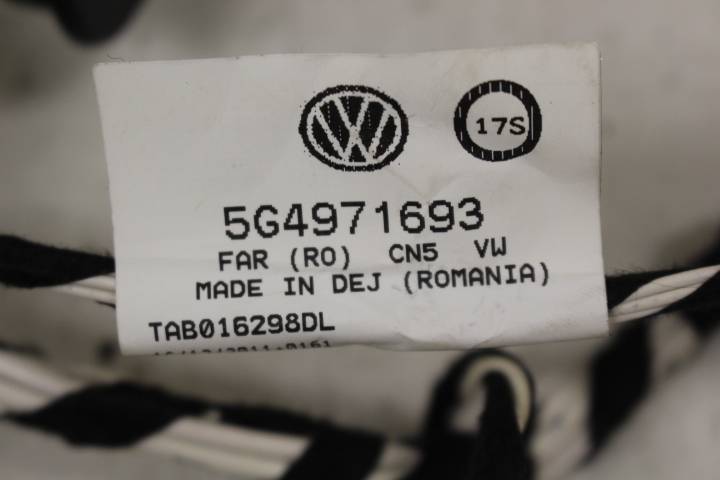 17S
5G4971693
FAR (RO) CN5 VW
MADE IN DEJ (ROMANIA)
TAB016298DL